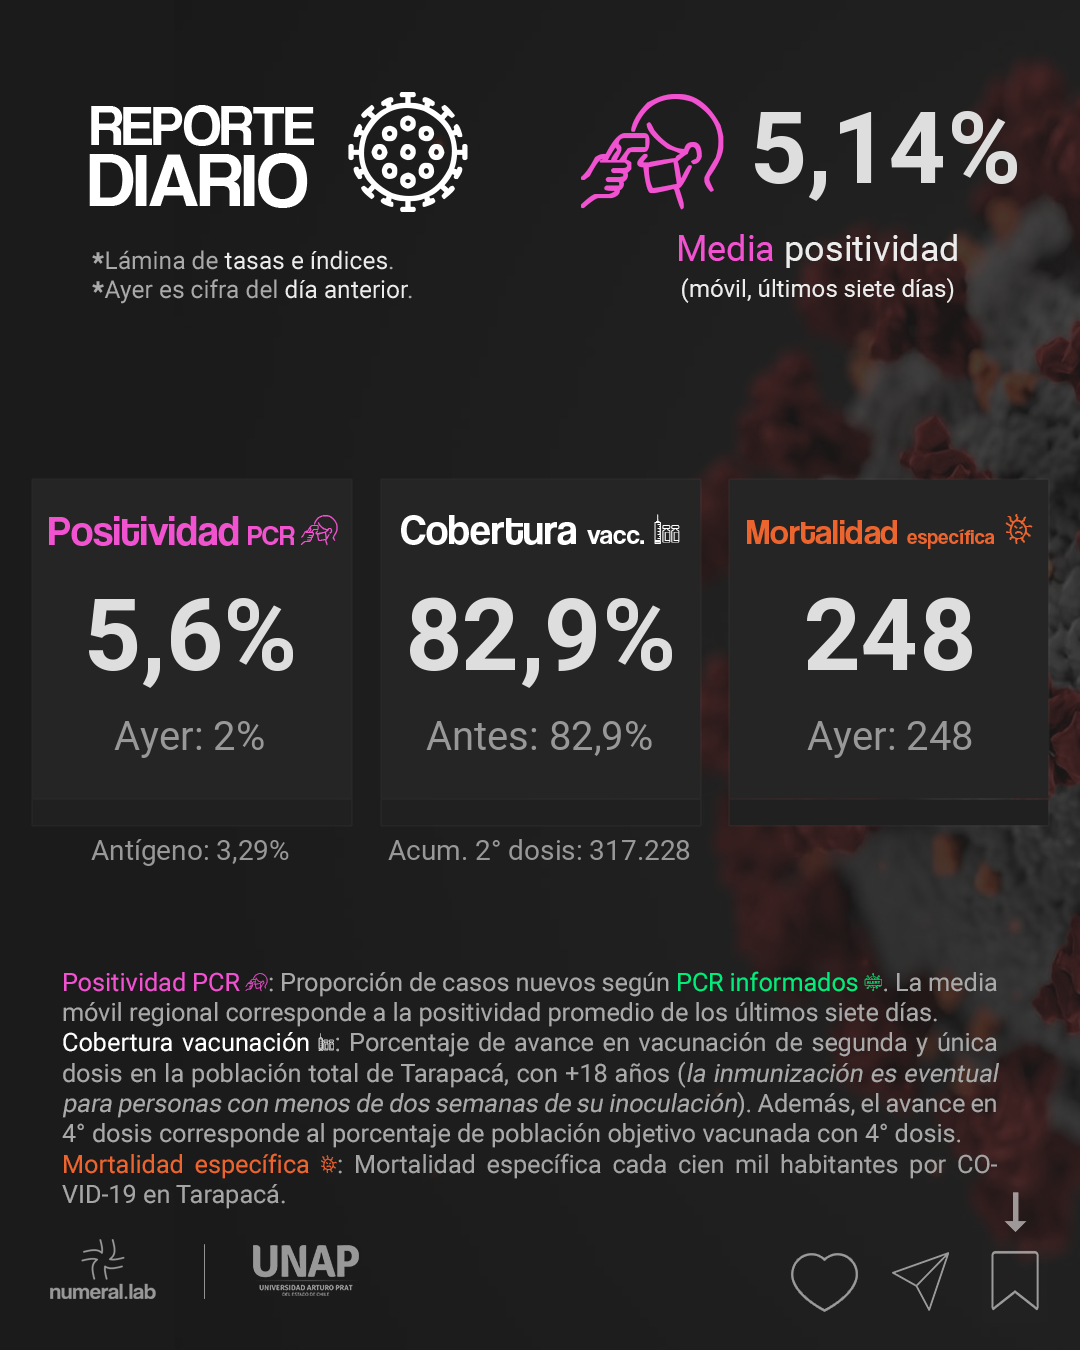 REPORTE
DIARIO
*Lámina de tasas e índices.
*Ayer es cifra del día anterior.
5,14%
Media positividad
(móvil, últimos siete días)
Positividad PCR
5,6%
Ayer: 2%
Antígeno: 3,29%
Cobertura vacc.
82,9%
Antes: 82,9%
Acum. 2° dosis: 317.228
Mortalidad específica
248
Ayer: 248
Positividad PCR : Proporción de casos nuevos según PCR informados . La media
móvil regional corresponde a la positividad promedio de los últimos siete días.
Cobertura vacunación : Porcentaje de avance en vacunación de segunda y única
dosis en la población total de Tarapacá, con +18 años (la inmunización es eventual
para personas con menos de dos semanas de su inoculación). Además, el avance en
4° dosis corresponde al porcentaje de población objetivo vacunada con 4° dosis.
Mortalidad específica : Mortalidad específica cada cien mil habitantes por CO-
VID-19 en Tarapacá.
numeral.lab
UNAP
UNIVERSIDAD ARTURO PRAT
DEL ESTADO DE CHILE